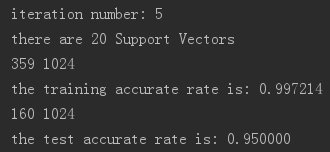 iteration number: 5
there are 20 Support Vectors
359 1024
the training accurate rate is: 0.997214
160 1024
the test accurate rate is: 0.950000